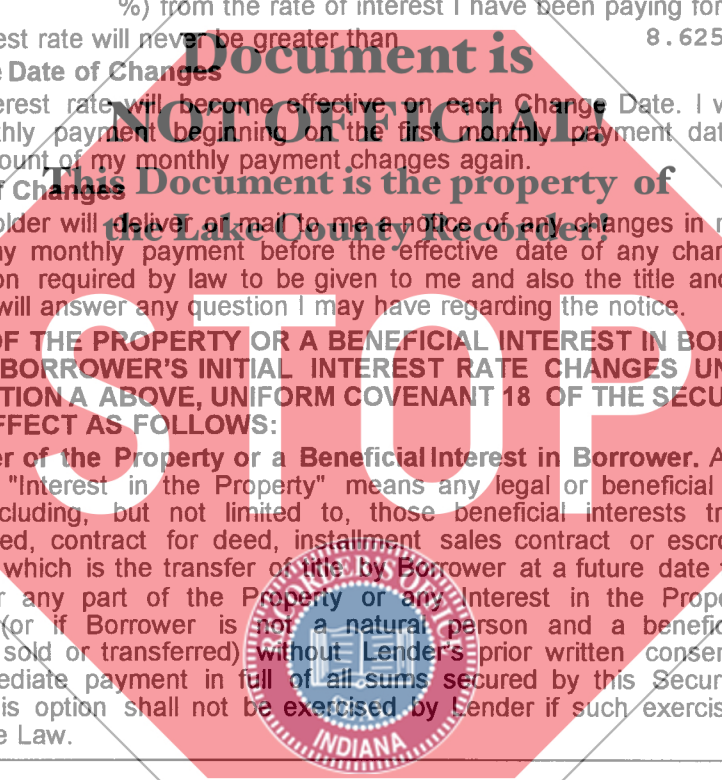 %) from the rate of interest I have been paying for
est rate will never be greater than 8.625
Document is
e Date of Changes
erest rate will become effective on each Change Date. I w
NOT OFFICIAL!
hly payment beginning on the first monthly payment dat
ount of my monthly payment changes again.
This Document is the property of
f Changes
older will deliver or mail to me a notice of any changes in m
the Lake County Recorder!
y monthly payment before the effective date of any chan
on required by law to be given to me and also the title and
will answer any question I may have regarding the notice.
STOP
OF THE PROPERTY OR A BENEFICIAL INTEREST IN BOR
BORROWER'S INITIAL INTEREST RATE CHANGES UN
TION A ABOVE, UNIFORM COVENANT 18 OF THE SECU
FFECT AS FOLLOWS:
er of the Property or a Beneficial Interest in Borrower. A
"Interest in the Property" means any legal or beneficial
cluding, but not limited to, those beneficial interests tr
ed, contract for deed, installment sales contract or escro
which is the transfer of title by Borrower at a future date
r any part of the Property or any Interest in the Prope
(or if Borrower is not a natural person and a benefic
sold or transferred) without Lender's prior written consen
ediate payment in full of all sums secured by this Secur
is option shall not be exercised by Lender if such exercis
e Law.
RECORDER'S OFFICE
INDIANA